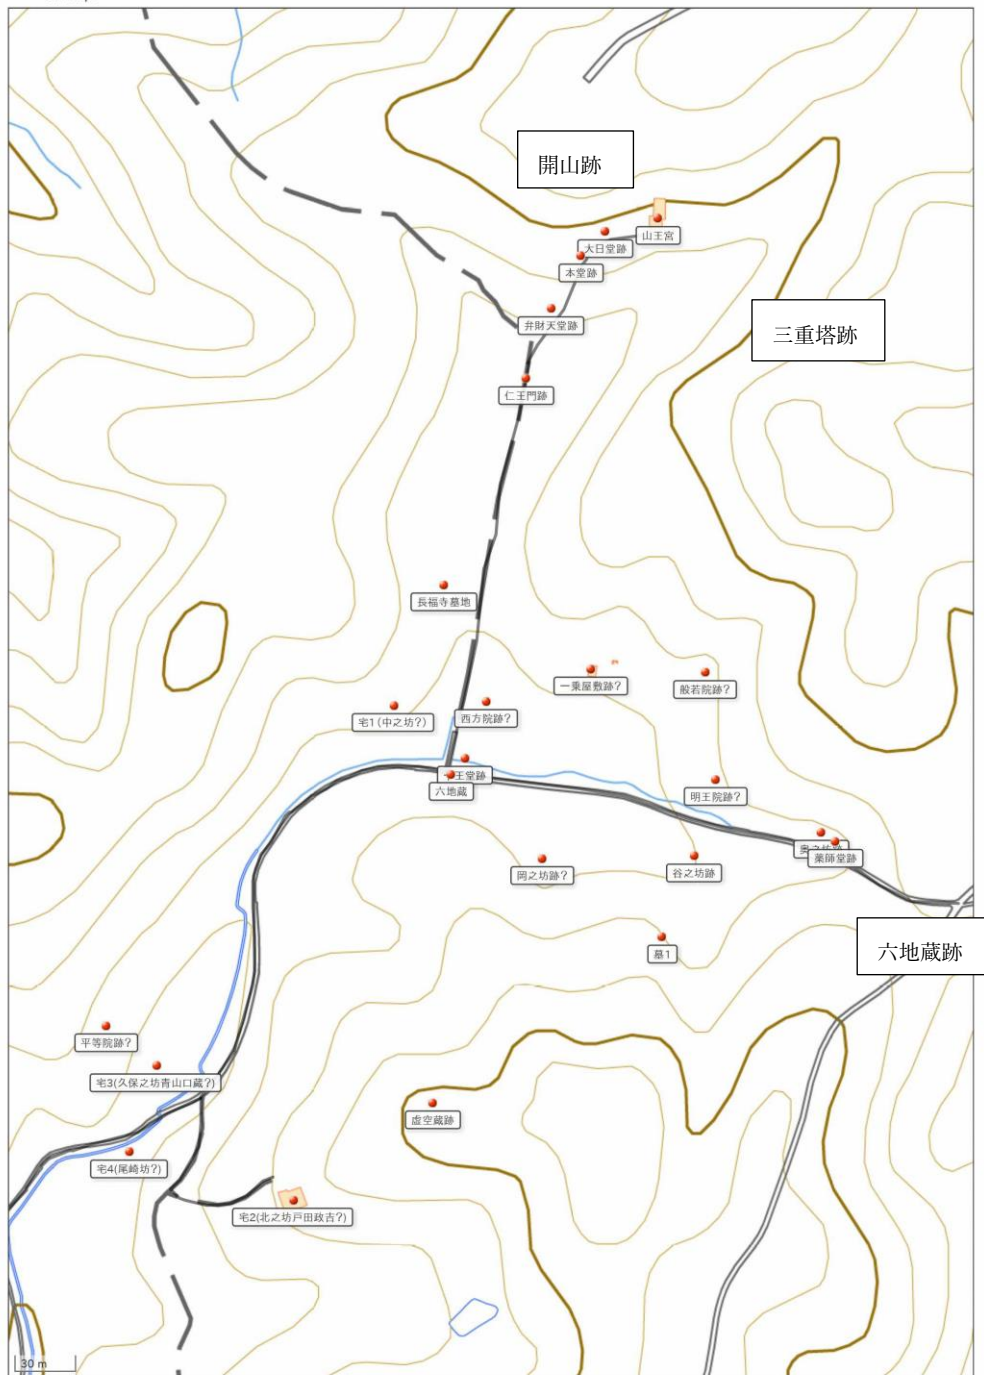 開山跡
山王宮
大日堂跡
本堂跡
三重塔跡
弁財天堂跡
仁王門跡
長福寺墓地
一乗屋敷跡?
般若院跡?
宅1(中之坊?)
西方院跡?
王堂跡
六地蔵
明王院跡?
奥之坊跡
薬師堂跡
岡之坊跡?
谷之坊跡
墓1
六地蔵跡
平等院跡?
宅3(久保之坊青山口蔵?)
虚空蔵跡
宅4(尾崎坊?)
宅2(北之坊戸田政吉?)
30 m